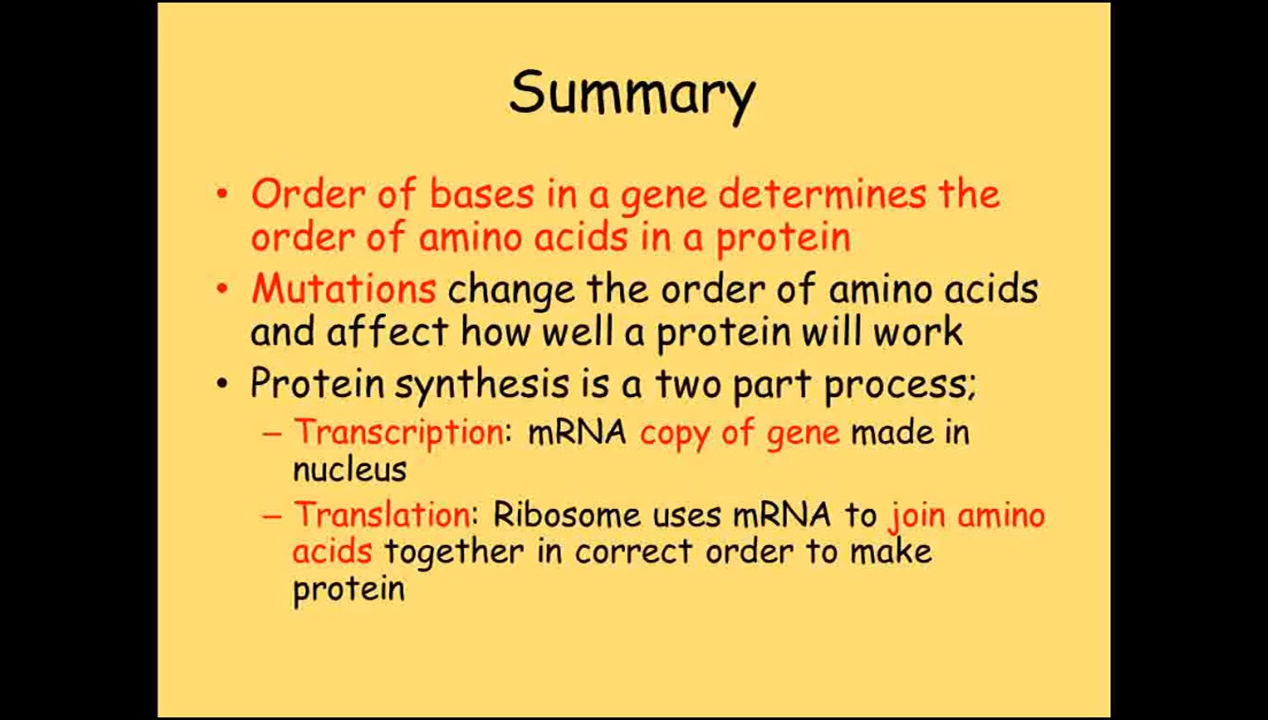 Summary
• Order of bases in a gene determines the
order of amino acids in a protein
• Mutations change the order of amino acids
and affect how well a protein will work
• Protein synthesis is a two part process;
– Transcription: mRNA copy of gene made in
nucleus
– Translation: Ribosome uses mRNA to join amino
acids together in correct order to make
protein